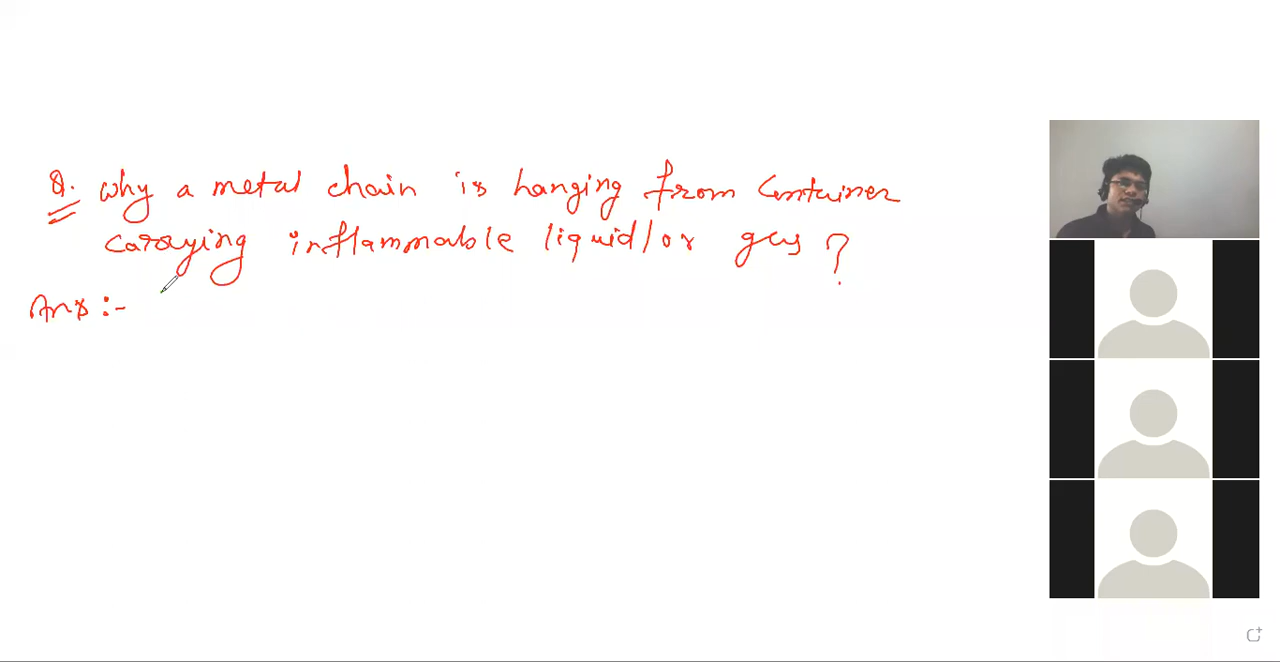 Q. Why a metal chain is hanging from Container
carrying inflammable liquid/or gas ?
Ans :-